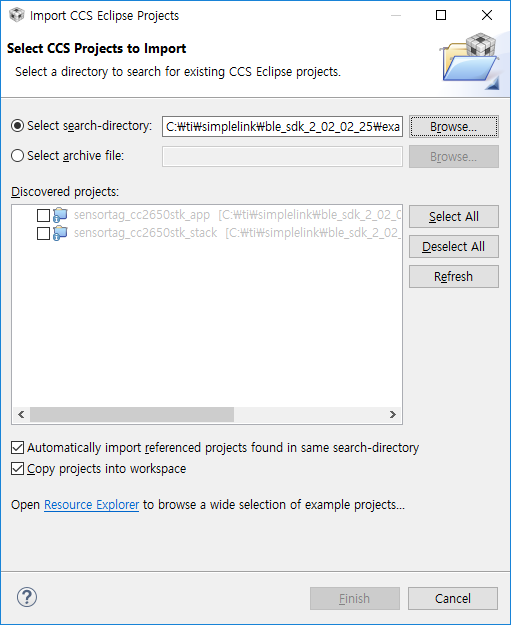 Import CCS Eclipse Projects
Select CCS Projects to Import
Select a directory to search for existing CCS Eclipse projects.
Select search-directory: C:₩ti₩simplelink₩ble_sdk_2_02_02_25₩exa Browse...
Select archive file: Browse...
Discovered projects:
sensortag_cc2650stk_app [C:₩ti₩simplelink₩ble_sdk_2_02_0
sensortag_cc2650stk_stack [C:₩ti₩simplelink₩ble_sdk_2_02_
Select All
Deselect All
Refresh
Automatically import referenced projects found in same search-directory
Copy projects into workspace
Open Resource Explorer to browse a wide selection of example projects...
?
Finish Cancel